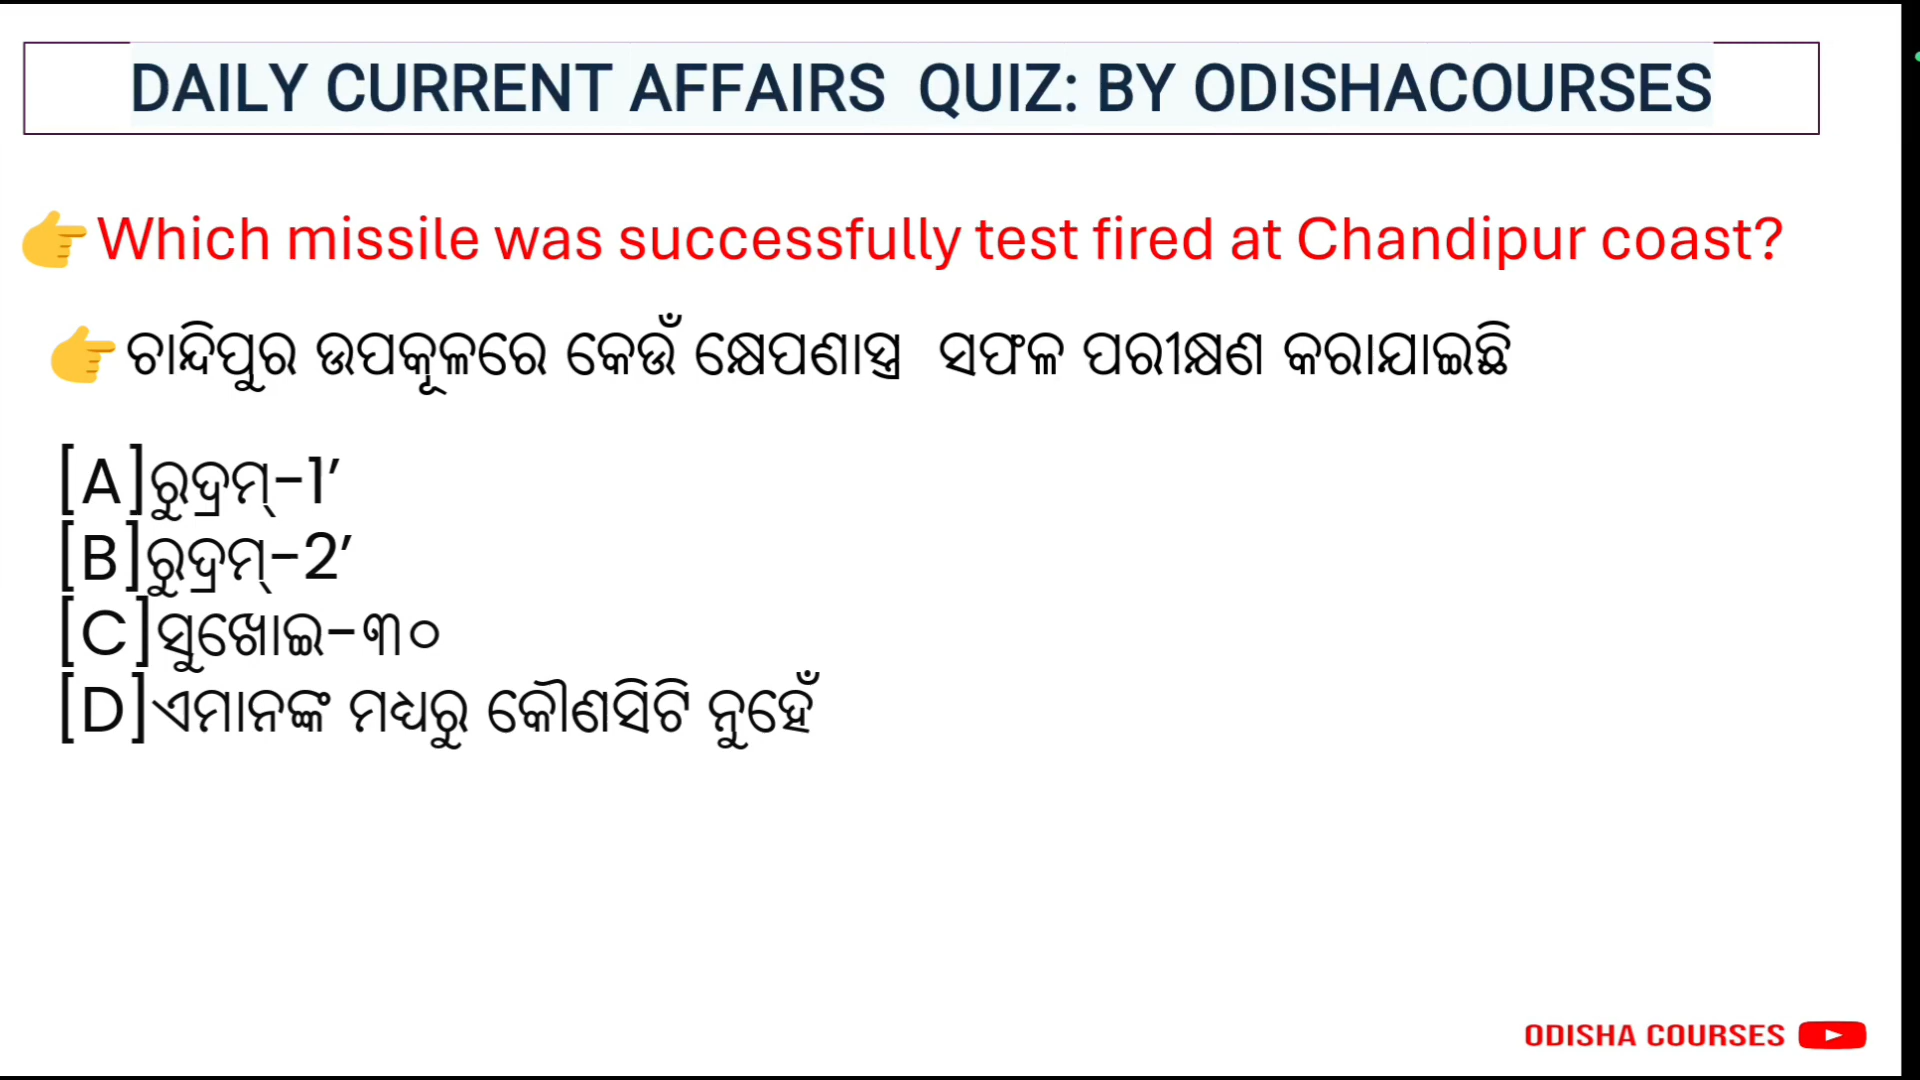 DAILY CURRENT AFFAIRS QUIZ: BY ODISHACOURSES
👉Which missile was successfully test fired at Chandipur coast?
👉ଚାନ୍ଦିପୁର ଉପକୂଳରେ କେଉଁ କ୍ଷେପଣାସ୍ତ୍ର ସଫଳ ପରୀକ୍ଷଣ କରାଯାଇଛି
[A]ରୁଦ୍ରମ୍-1’
[B]ରୁଦ୍ରମ୍-2’
[C]ସୁଖୋଇ-୩୦
[D]ଏମାନଙ୍କ ମଧ୍ୟରୁ କୌଣସିଟି ନୁହେଁ
ODISHA COURSES